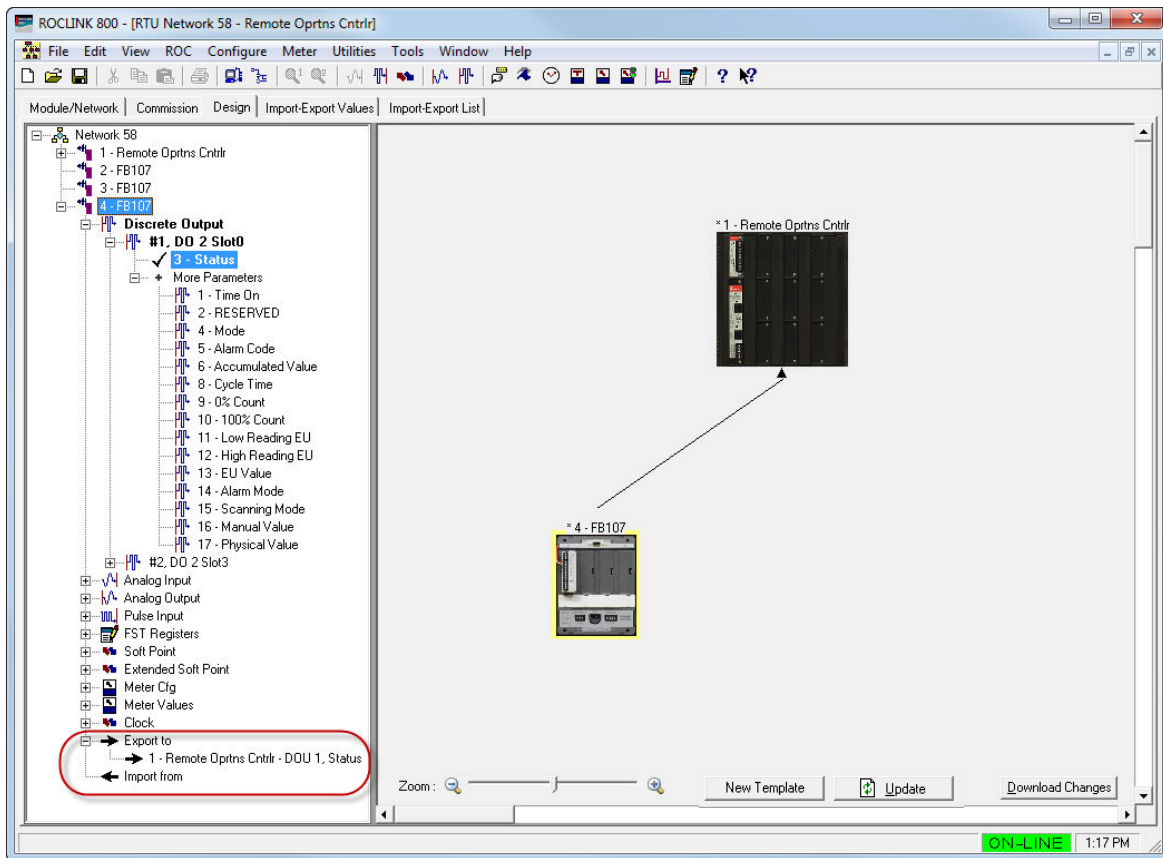 ROCLINK 800 - [RTU Network 58 - Remote Oprtns Cntrlr]
File Edit View ROC Configure Meter Utilities Tools Window Help
Module/Network Commission Design Import-Export Values Import-Export List
Network 58
1 - Remote Oprtns Cntrlr
2 - FB107
3 - FB107
4 - FB107
Discrete Output
#1, DO 2 Slot0
3 - Status
More Parameters
1 - Time On
2 - RESERVED
4 - Mode
5 - Alarm Code
6 - Accumulated Value
8 - Cycle Time
9 - 0% Count
10 - 100% Count
11 - Low Reading EU
12 - High Reading EU
13 - EU Value
14 - Alarm Mode
15 - Scanning Mode
16 - Manual Value
17 - Physical Value
#2, DO 2 Slot3
Analog Input
Analog Output
Pulse Input
FST Registers
Soft Point
Extended Soft Point
Meter Cfg
Meter Values
Clock
Export to
1 - Remote Oprtns Cntrlr - DOU 1, Status
Import from
* 1 - Remote Oprtns Cntrlr
* 4 - FB107
Zoom :
New Template
Update
Download Changes
ON-LINE
1:17 PM